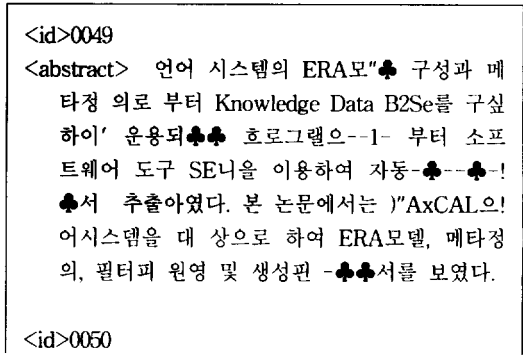 <id>0049
<abstract> 언어 시스템의 ERA모"♣ 구성과 메
타정 의로 부터 Knowledge Data B2Se를 구싶
하이' 운용되♣♣ 흐로그랠으--1- 부터 소프
트웨어 도구 SE니을 이용하여 자동-♣--♣-!
♣서 추출아였다. 본 논문에서는 )"AxCAL으!
어시스뎀을 대 상으로 하여 ERA모델, 메타정
의, 필터피 원영 및 생성핀 -♣♣서를 보였다.
<id>0050